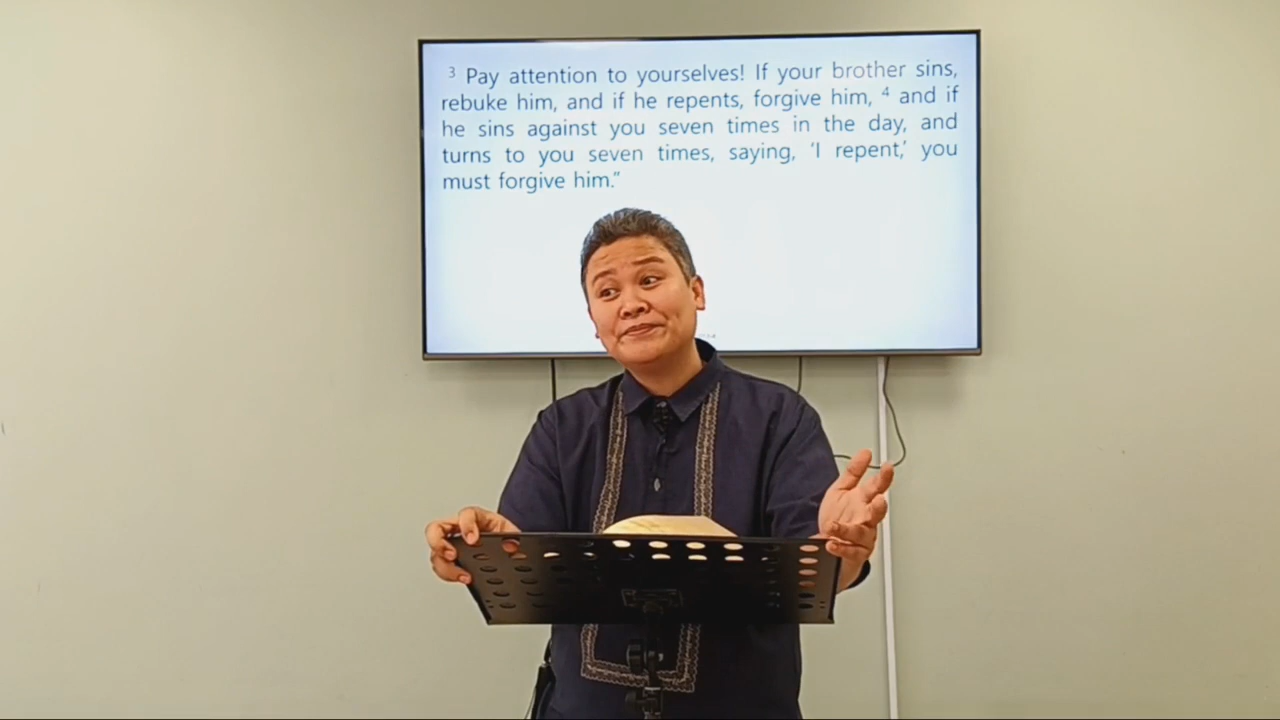 ³ Pay attention to yourselves! If your brother sins,
rebuke him, and if he repents, forgive him, ⁴ and if
he sins against you seven times in the day, and
turns to you seven times, saying, ‘I repent,’ you
must forgive him.”